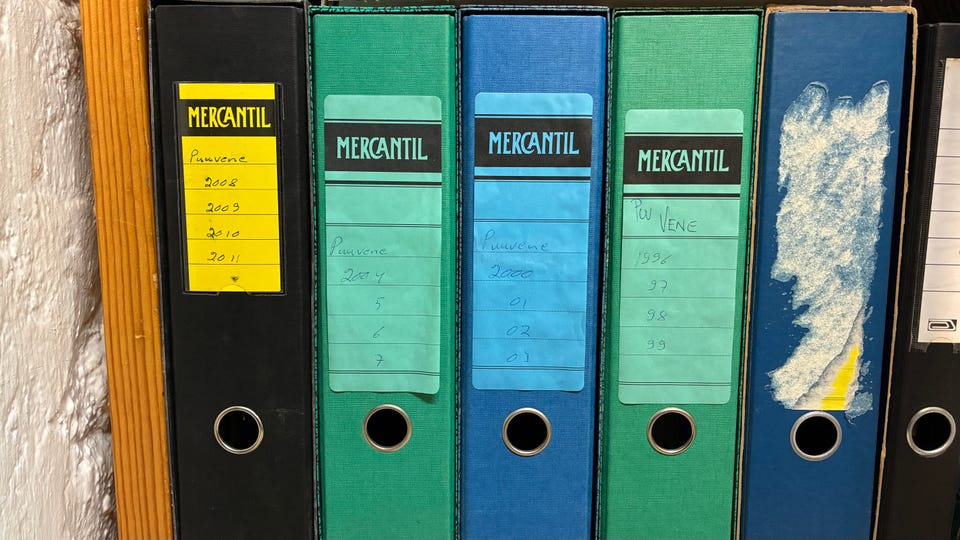 MERCANTIL
Puuvene
2008
2009
2010
2011
MERCANTIL
Puuvene
2004
5
6
7
MERCANTIL
Puuvene
2000
01
02
03
MERCANTIL
Puu VENE
1996
97
98
99